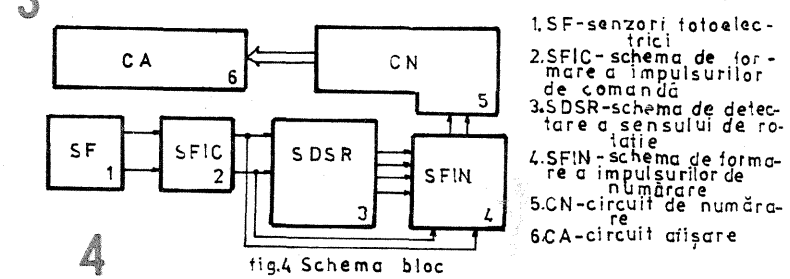 3
CA
6
CN
5
SF
1
SFIC
2
SDSR
3
SFIN
4
4
fig.4 Schema bloc
1. SF-senzori fotoelec-
trici
2.SFIC-schema de for-
mare a impulsurilor
de comandă
3.SDSR-schema de detec-
tare a sensului de ro-
tație
4.SFIN-schema de forma-
re a impulsurilor de
numărare
5.CN-circuit de număra-
re
6.CA-circuit afișare